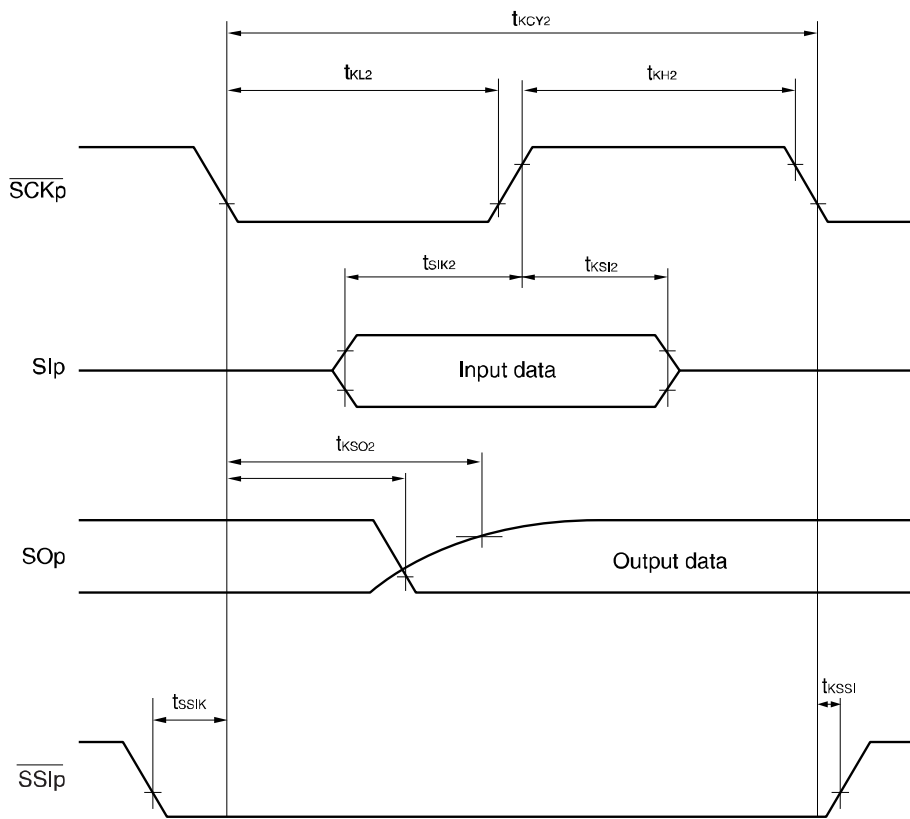 tKCY2
tKL2
tKH2
SCKp
tSIK2
tKSI2
SIp
Input data
tKSO2
SOp
Output data
tSSIK
tKSSI
SSIp